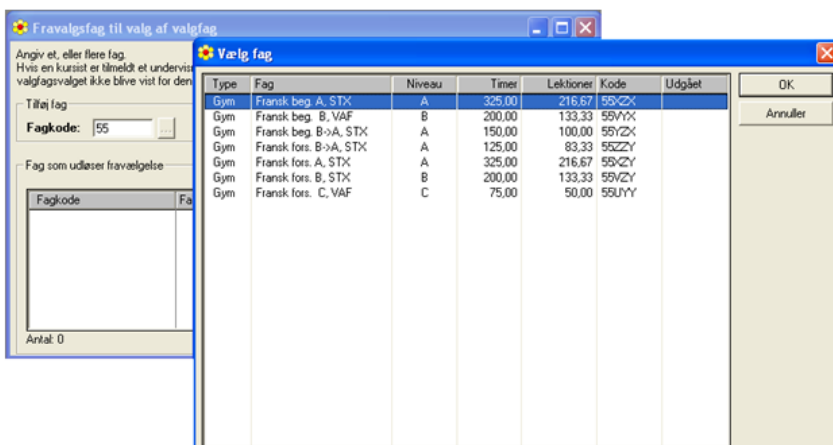 Fravalgsfag til valg af valgfag
Angiv et, eller flere fag.
Hvis en kursist er tilmeldt et undervisn
valgfagsvalget ikke blive vist for den
Tilføj fag
Fagkode: 55 ...
Fag som udløser fravælgelse
Fagkode Fa
Antal: 0
Vælg fag
Type Fag Niveau Timer Lektioner Kode Udgået
Gym Fransk beg. A, STX A 325,00 216,67 55XZX
Gym Fransk beg. B, VAF B 200,00 133,33 55VYX
Gym Fransk beg. B->A, STX A 150,00 100,00 55YZX
Gym Fransk fors. B->A, STX A 125,00 83,33 55ZZY
Gym Fransk fors. A, STX A 325,00 216,67 55XZY
Gym Fransk fors. B, STX B 200,00 133,33 55VZY
Gym Fransk fors. C, VAF C 75,00 50,00 55UYY
OK
Annuller